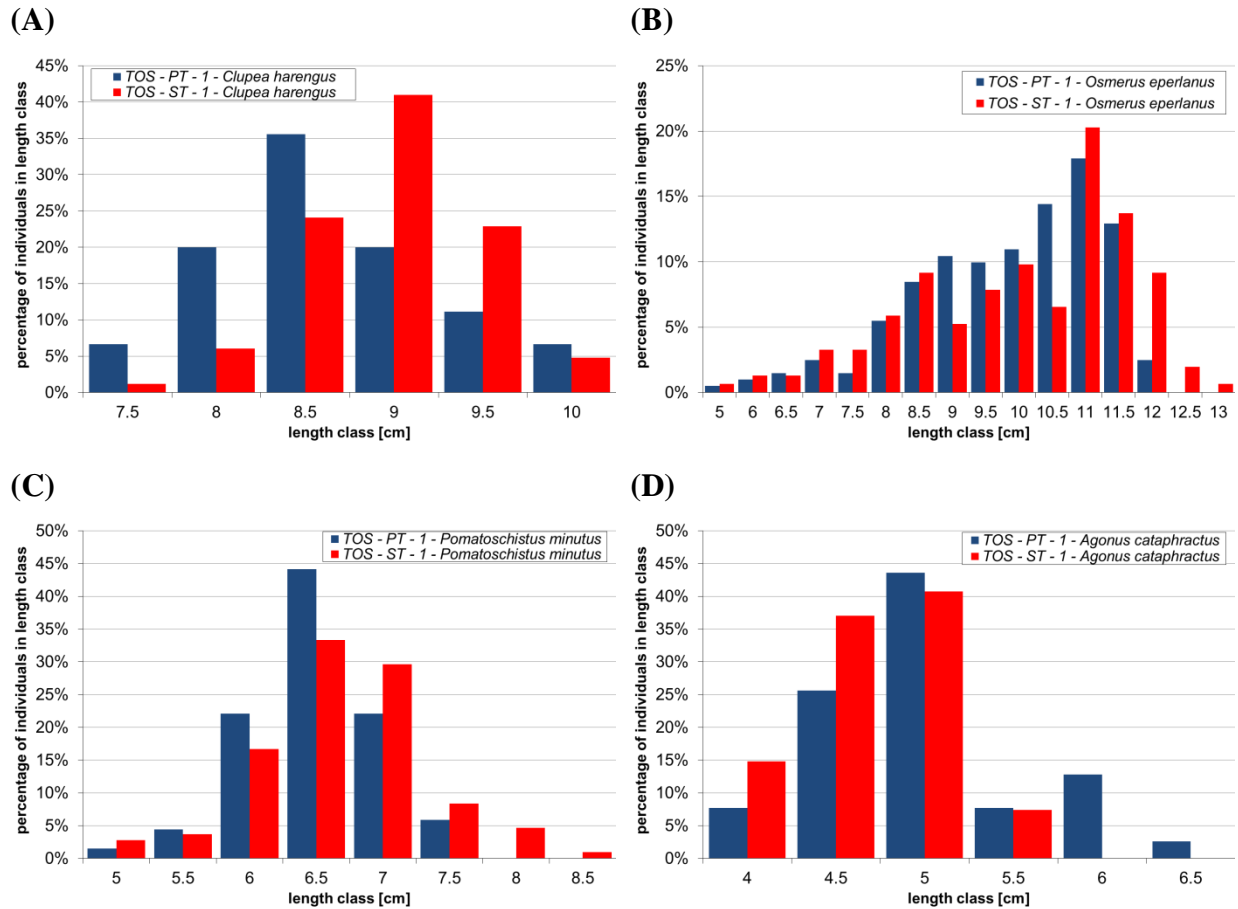 (A)
TOS - PT - 1 - Clupea harengus
TOS - ST - 1 - Clupea harengus
percentage of individuals in length class
45%
40%
35%
30%
25%
20%
15%
10%
5%
0%
7.5 8 8.5 9 9.5 10
length class [cm]
(B)
TOS - PT - 1 - Osmerus eperlanus
TOS - ST - 1 - Osmerus eperlanus
percentage of individuals in length class
25%
20%
15%
10%
5%
0%
5 6 6.5 7 7.5 8 8.5 9 9.5 10 10.5 11 11.5 12 12.5 13
length class [cm]
(C)
TOS - PT - 1 - Pomatoschistus minutus
TOS - ST - 1 - Pomatoschistus minutus
percentage of individuals in length class
50%
45%
40%
35%
30%
25%
20%
15%
10%
5%
0%
5 5.5 6 6.5 7 7.5 8 8.5
length class [cm]
(D)
TOS - PT - 1 - Agonus cataphractus
TOS - ST - 1 - Agonus cataphractus
percentage of individuals in length class
50%
45%
40%
35%
30%
25%
20%
15%
10%
5%
0%
4 4.5 5 5.5 6 6.5
length class [cm]